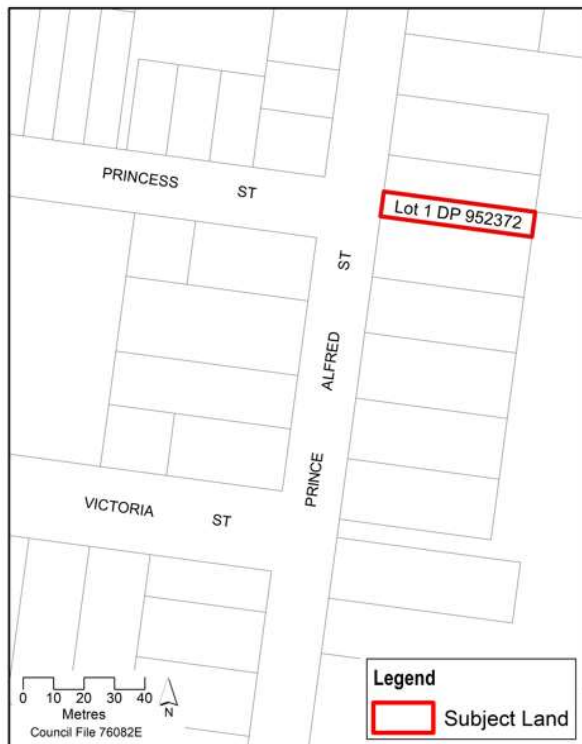 PRINCESS ST
Lot 1 DP 952372
PRINCE ALFRED ST
VICTORIA ST
0 10 20 30 40
Metres
N
Council File 76082E
Legend
Subject Land